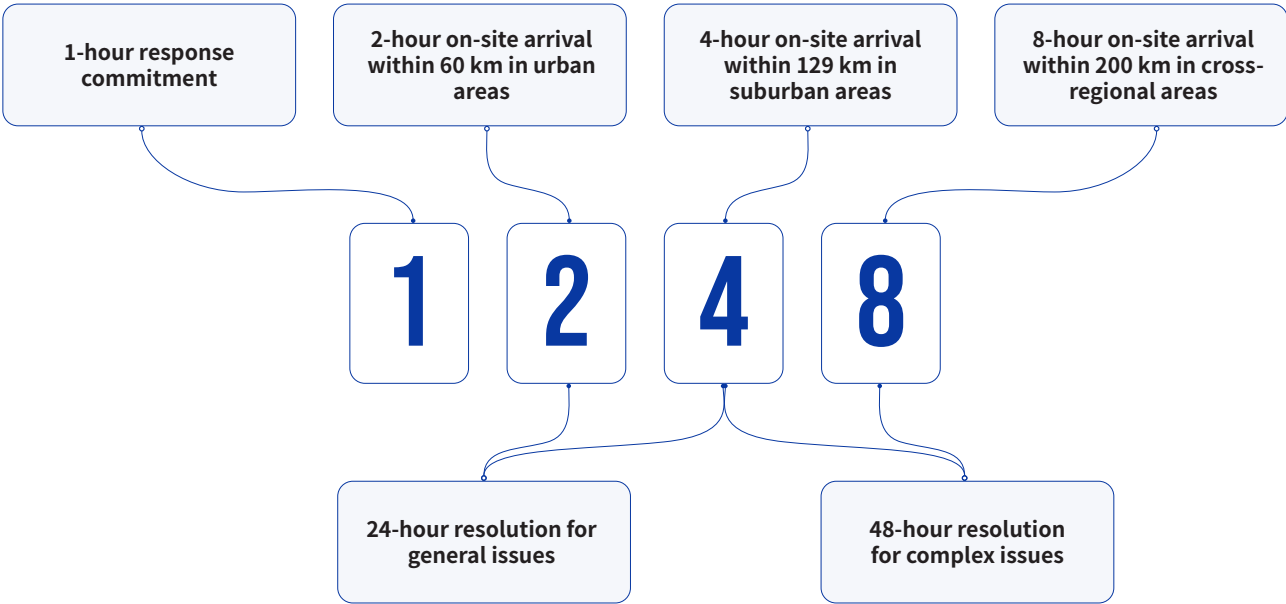 1-hour response
commitment
2-hour on-site arrival
within 60 km in urban
areas
4-hour on-site arrival
within 129 km in
suburban areas
8-hour on-site arrival
within 200 km in cross-
regional areas
1
2
4
8
24-hour resolution for
general issues
48-hour resolution
for complex issues